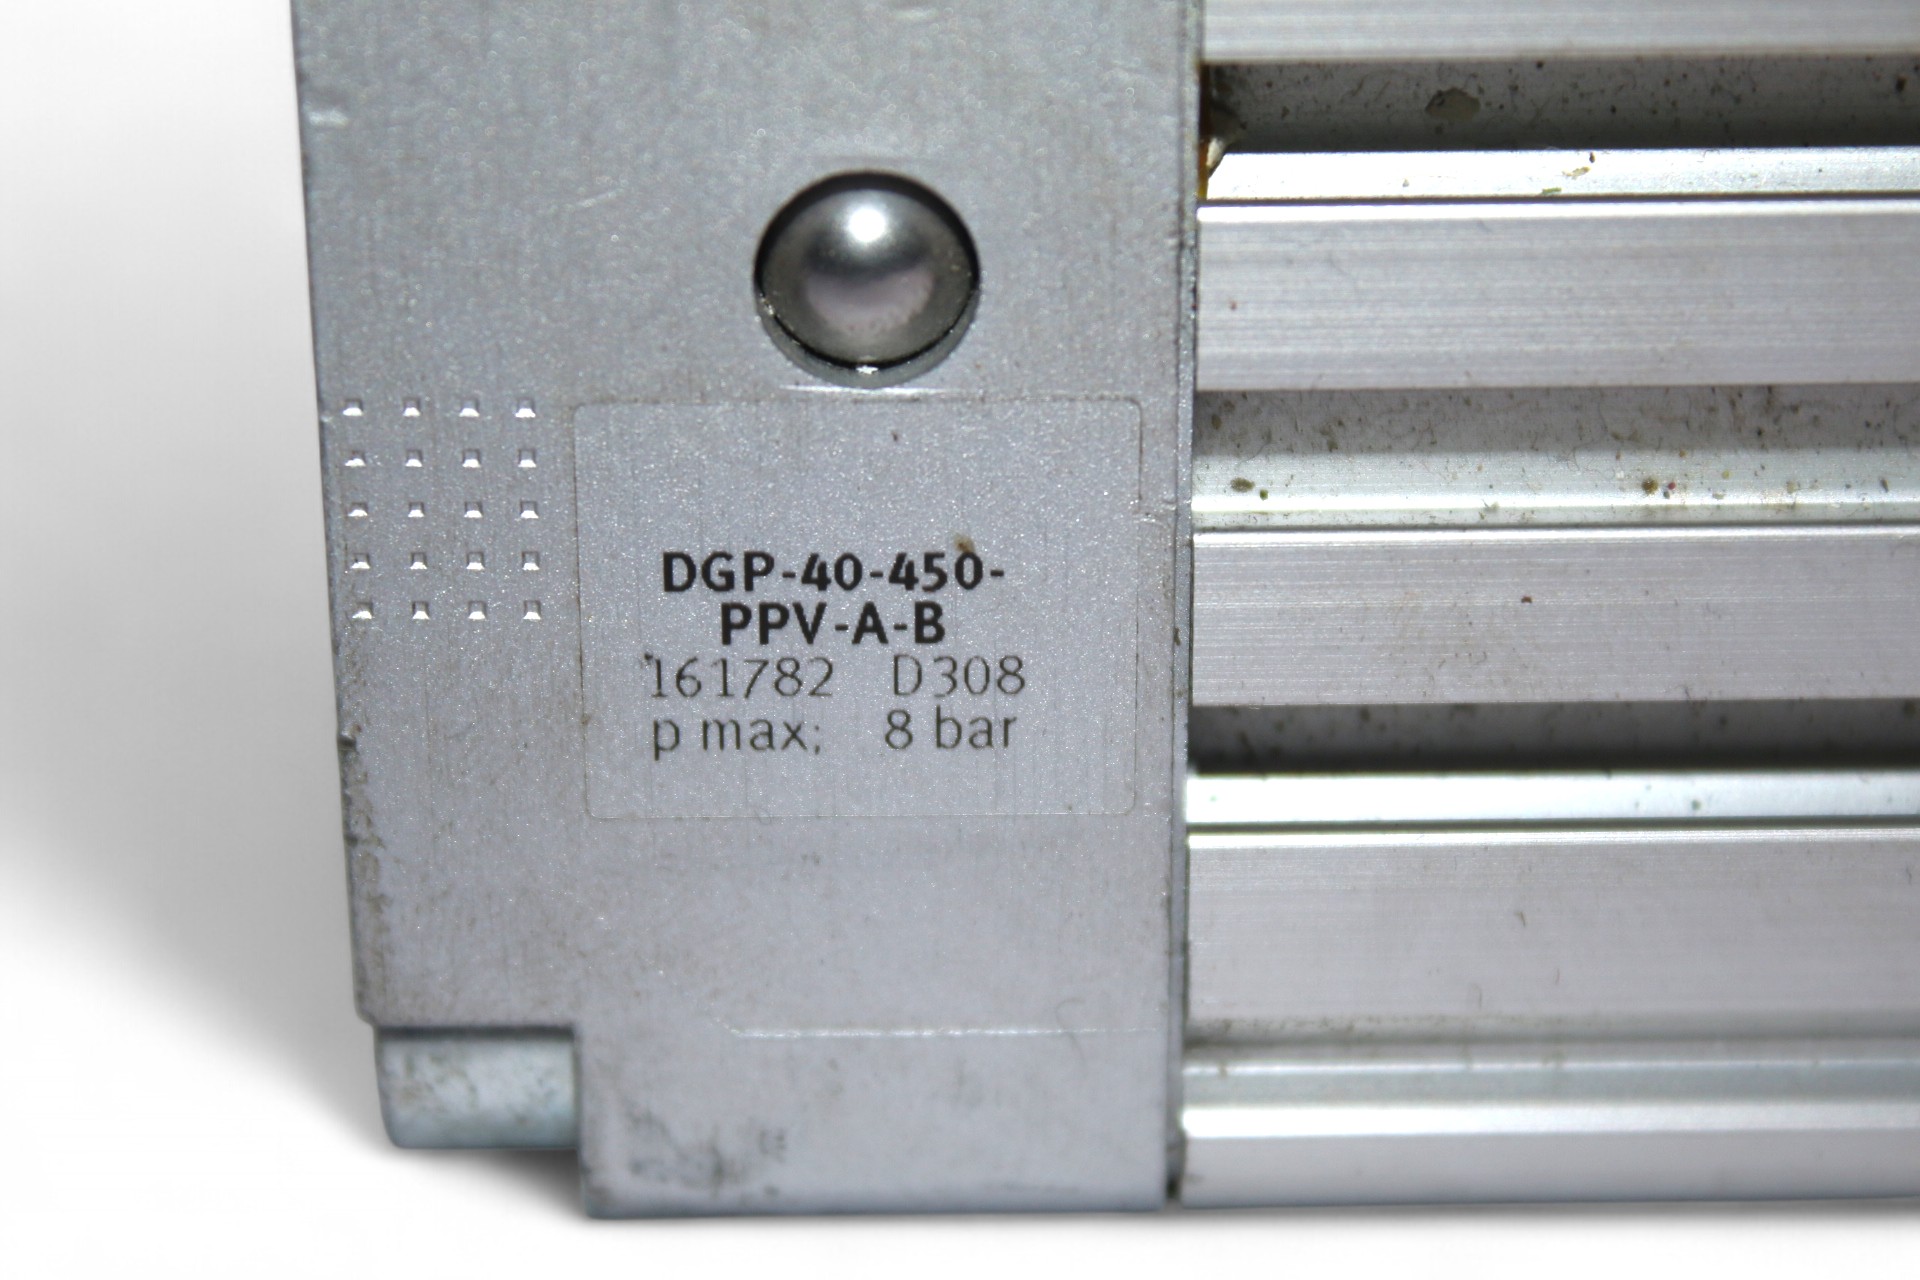 DGP-40-450-
PPV-A-B
161782 D308
p max; 8 bar